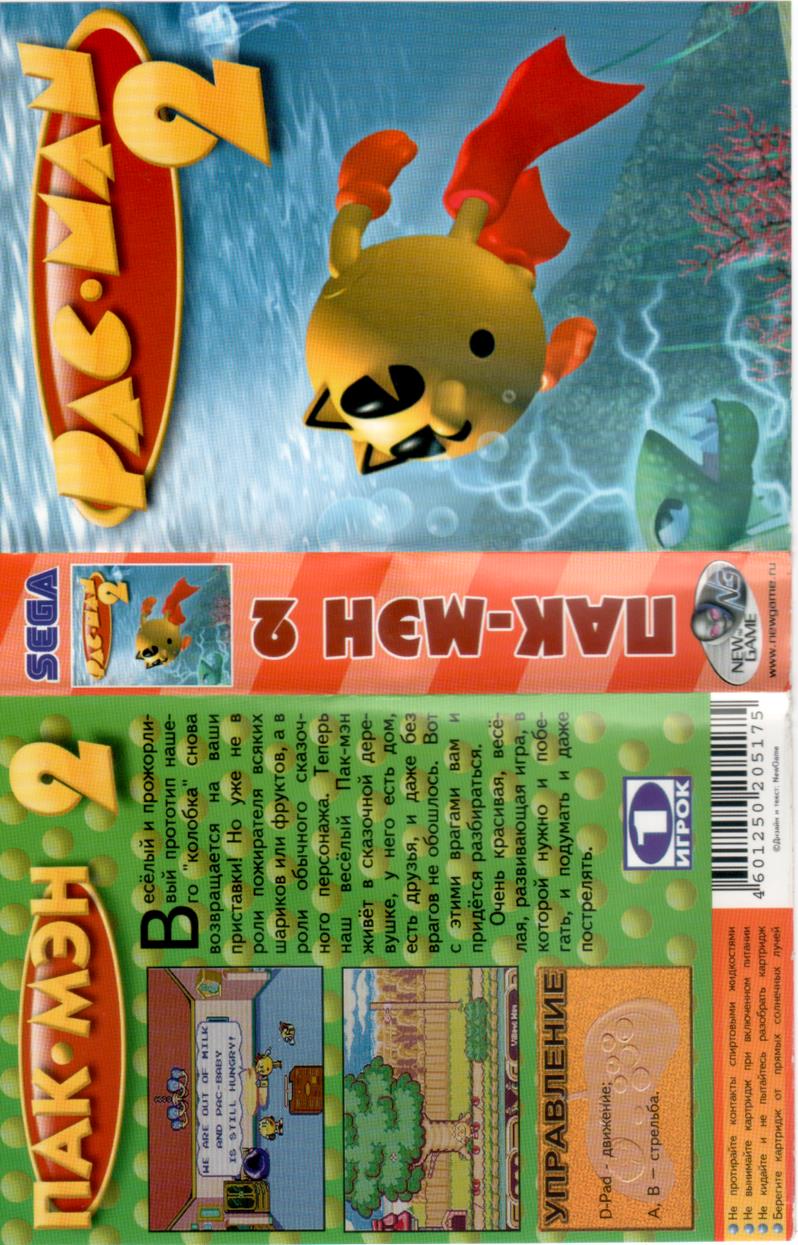 ПАК•МЭН 2
WE ARE OUT OF MILK
AND PAC-BABY
IS STILL HUNGRY!
УПРАВЛЕНИЕ
D-Pad - движение;
A, B — стрельба.
Весёлый и прожорли-
вый прототип наше-
го "колобка" снова
возвращается на ваши
приставки! Но уже не в
роли пожирателя всяких
шариков или фруктов, а в
роли обычного сказоч-
ного персонажа. Теперь
наш весёлый Пак-мэн
живёт в сказочной дере-
вушке, у него есть дом,
есть друзья, и даже без
врагов не обошлось. Вот
с этими врагами вам и
придётся разбираться.
Очень красивая, весё-
лая, развивающая игра, в
которой нужно и побе-
гать, и подумать и даже
пострелять.
1
ИГРОК
Не протирайте контакты спиртовыми жидкостями
Не вынимайте картридж при включенном питании
Не кидайте и не пытайтесь разобрать картридж
Берегите картридж от прямых солнечных лучей
4 601250 205175
©Дизайн и текст: NewGame
SEGA
PAC•MAN
2
ПАК-МЭН 2
NG
NEW
GAME
www.newgame.ru
PAC•MAN
2